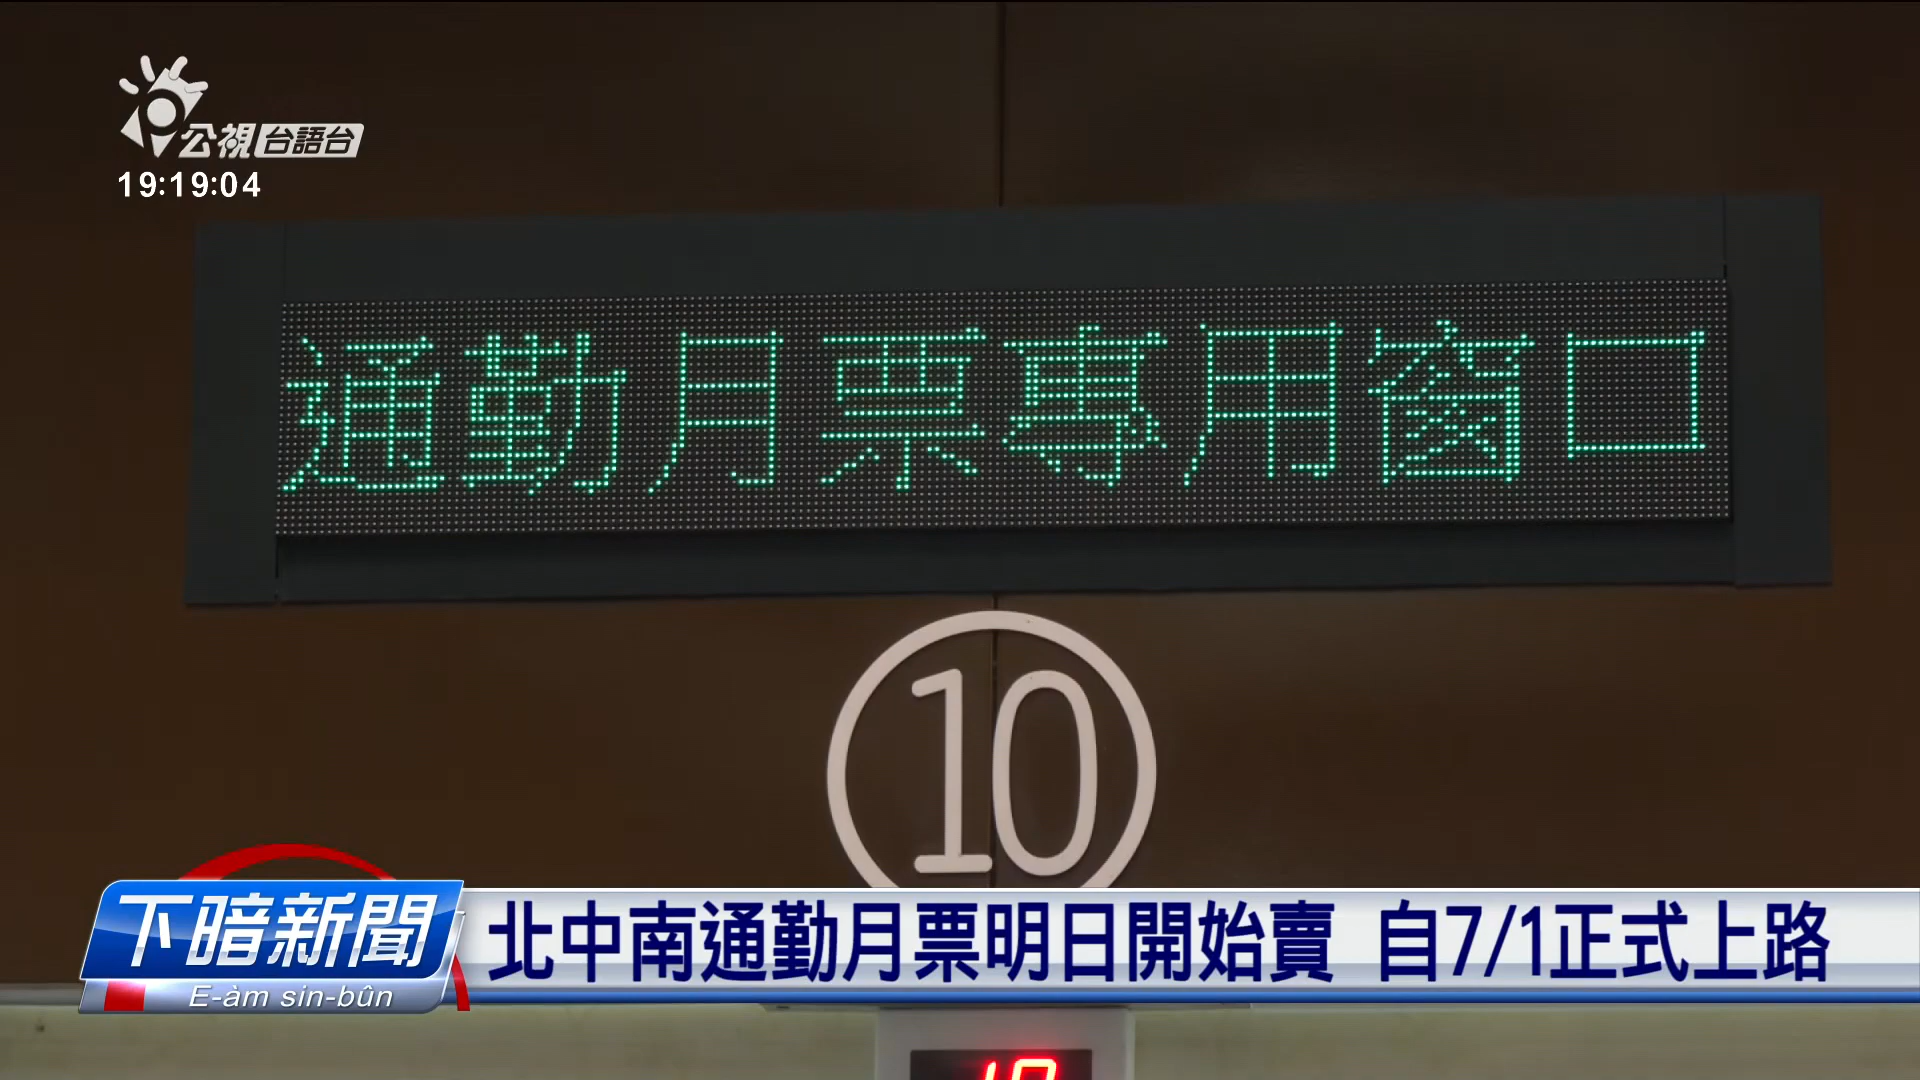 公視台語台
19:19:04
通勤月票專用窗口
10
下暗新聞
E-àm sin-bûn
北中南通勤月票明日開始賣 自7/1正式上路
10